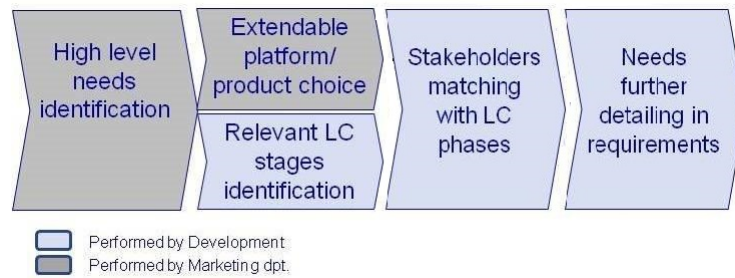 High level
needs
identification
Extendable
platform/
product choice
Relevant LC
stages
identification
Stakeholders
matching
with LC
phases
Needs
further
detailing in
requirements
Performed by Development
Performed by Marketing dpt.